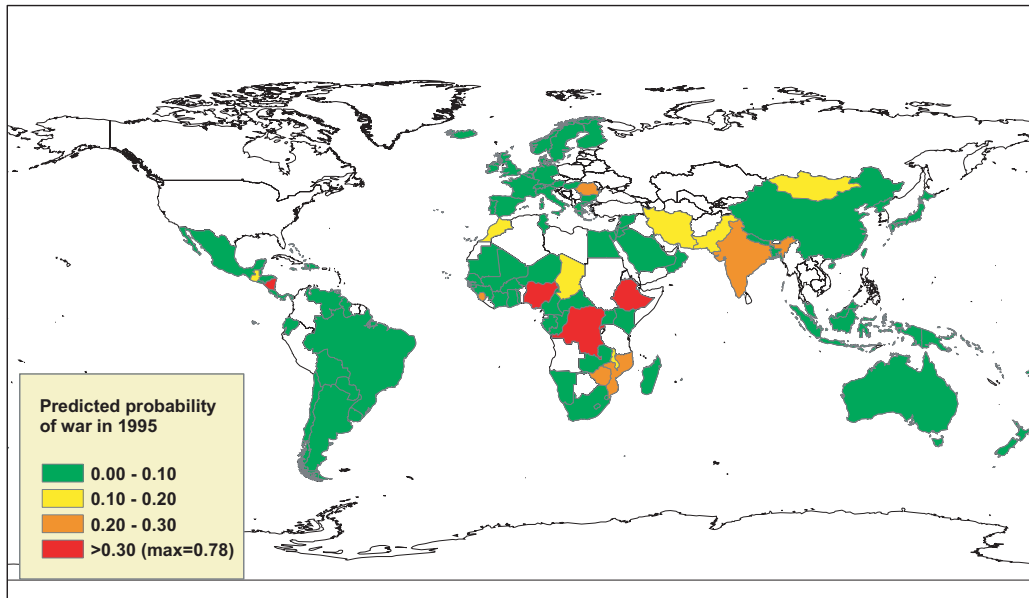 Predicted probability
of war in 1995
0.00 - 0.10
0.10 - 0.20
0.20 - 0.30
>0.30 (max=0.78)